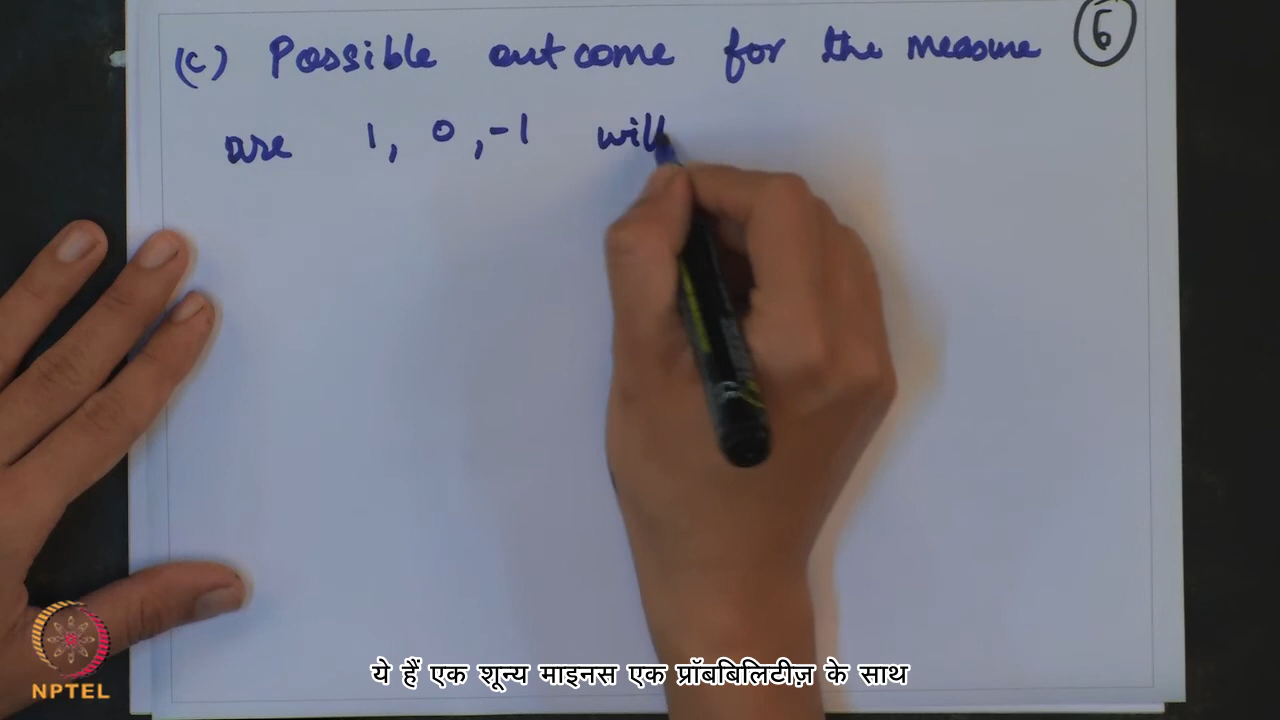 (c) Possible outcome for the measure
6
are 1, 0, -1 will
NPTEL
ये हैं एक शून्य माइनस एक प्रॉबबिलिटीज़ के साथ